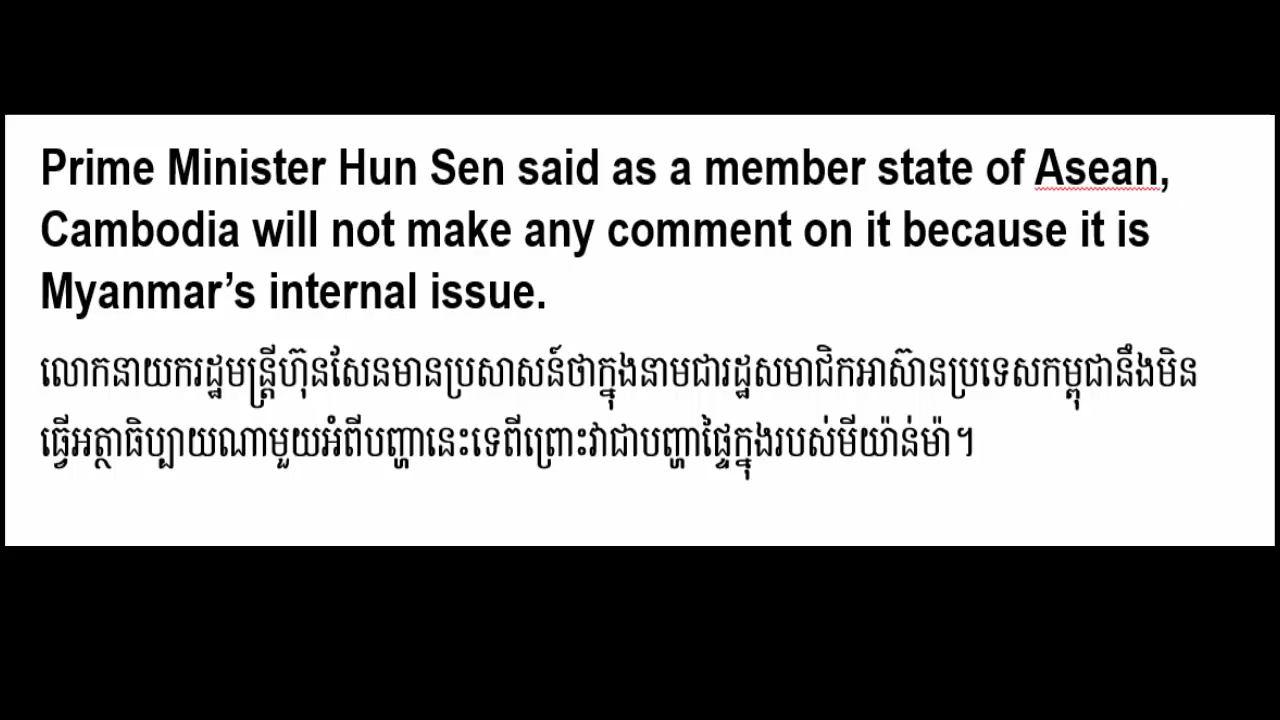 Prime Minister Hun Sen said as a member state of Asean,
Cambodia will not make any comment on it because it is
Myanmar’s internal issue.
លោកនាយករដ្ឋមន្ត្រីហ៊ុនសែនមានប្រសាសន៍ថាក្នុងនាមជារដ្ឋសមាជិកអាស៊ានប្រទេសកម្ពុជានឹងមិន
ធ្វើអត្ថាធិប្បាយណាមួយអំពីបញ្ហានេះទេពីព្រោះវាជាបញ្ហាផ្ទៃក្នុងរបស់មីយ៉ាន់ម៉ា។